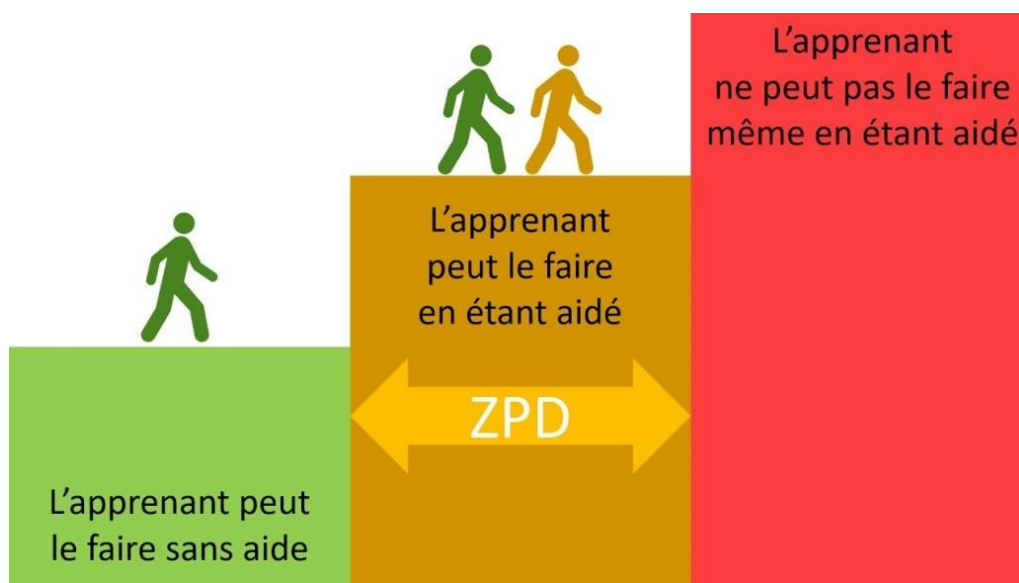 L'apprenant peut
le faire sans aide
L'apprenant
peut le faire
en étant aidé
ZPD
L'apprenant
ne peut pas le faire
même en étant aidé